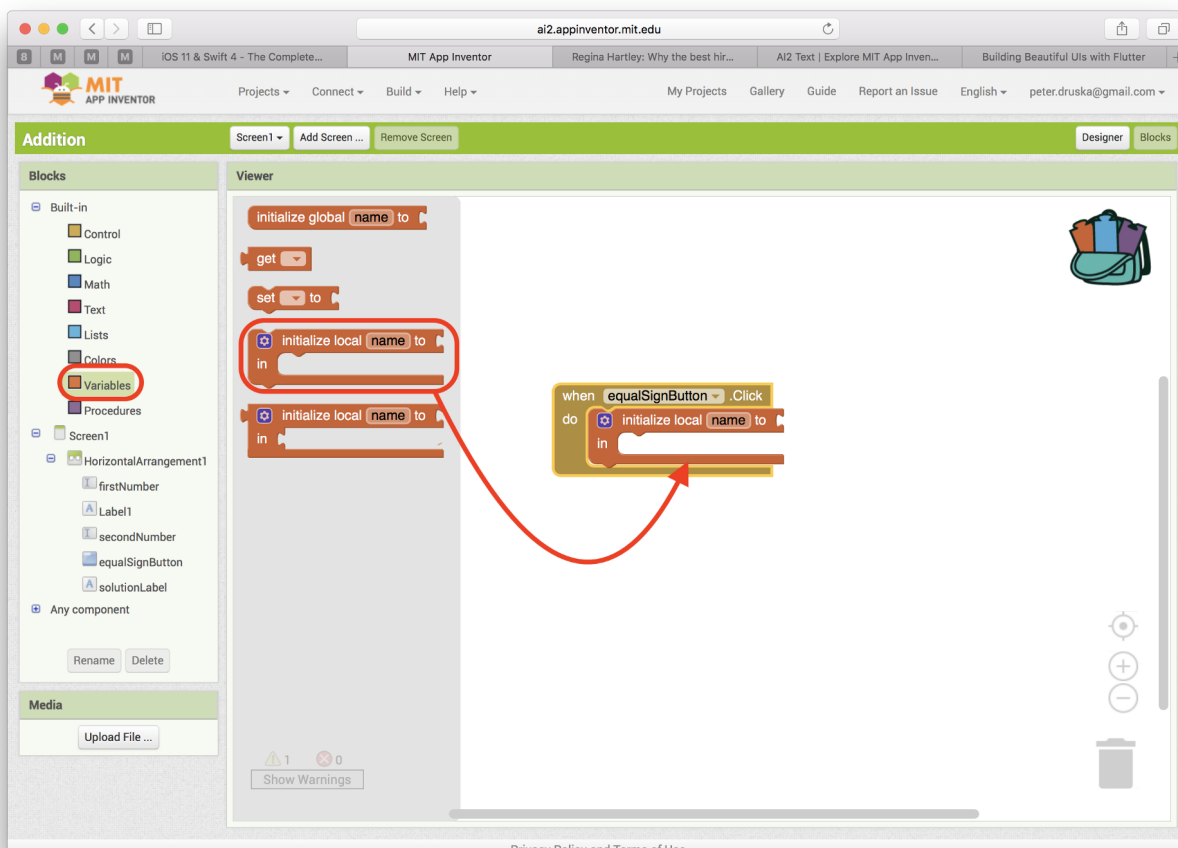 ai2.appinventor.mit.edu
8 M M M iOS 11 & Swift 4 - The Complete... MIT App Inventor Regina Hartley: Why the best hir... AI2 Text | Explore MIT App Inven... Building Beautiful UIs with Flutter
MIT
APP INVENTOR
Projects Connect Build Help My Projects Gallery Guide Report an Issue English peter.druska@gmail.com
Addition Screen1 Add Screen ... Remove Screen Designer Blocks
Blocks
Built-in
Control
Logic
Math
Text
Lists
Colors
Variables
Procedures
Screen1
HorizontalArrangement1
firstNumber
A Label1
secondNumber
equalSignButton
A solutionLabel
Any component
Rename Delete
Media
Upload File ...
Viewer
initialize global name to
get
set to
initialize local name to
in
initialize local name to
in
when equalSignButton .Click
do initialize local name to
in
1 0
Show Warnings
Privacy Policy and Terms of Use